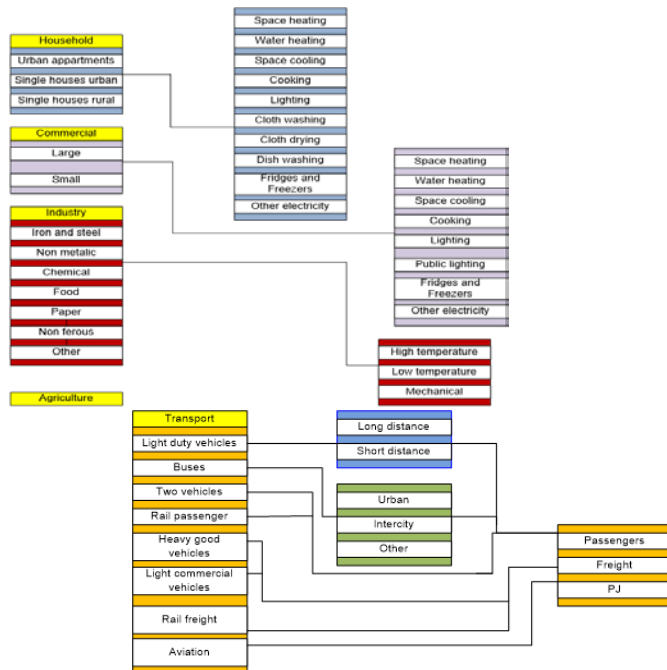 Household
Urban appartments
Single houses urban
Single houses rural
Commercial
Large
Small
Industry
Iron and steel
Non metalic
Chemical
Food
Paper
Non ferous
Other
Agriculture
Space heating
Water heating
Space cooling
Cooking
Lighting
Cloth washing
Cloth drying
Dish washing
Fridges and
Freezers
Other electricity
Space heating
Water heating
Space cooling
Cooking
Lighting
Public lighting
Fridges and
Freezers
Other electricity
High temperature
Low temperature
Mechanical
Transport
Light duty vehicles
Buses
Two vehicles
Rail passenger
Heavy good
vehicles
Light commercial
vehicles
Rail freight
Aviation
Long distance
Short distance
Urban
Intercity
Other
Passengers
Freight
PJ